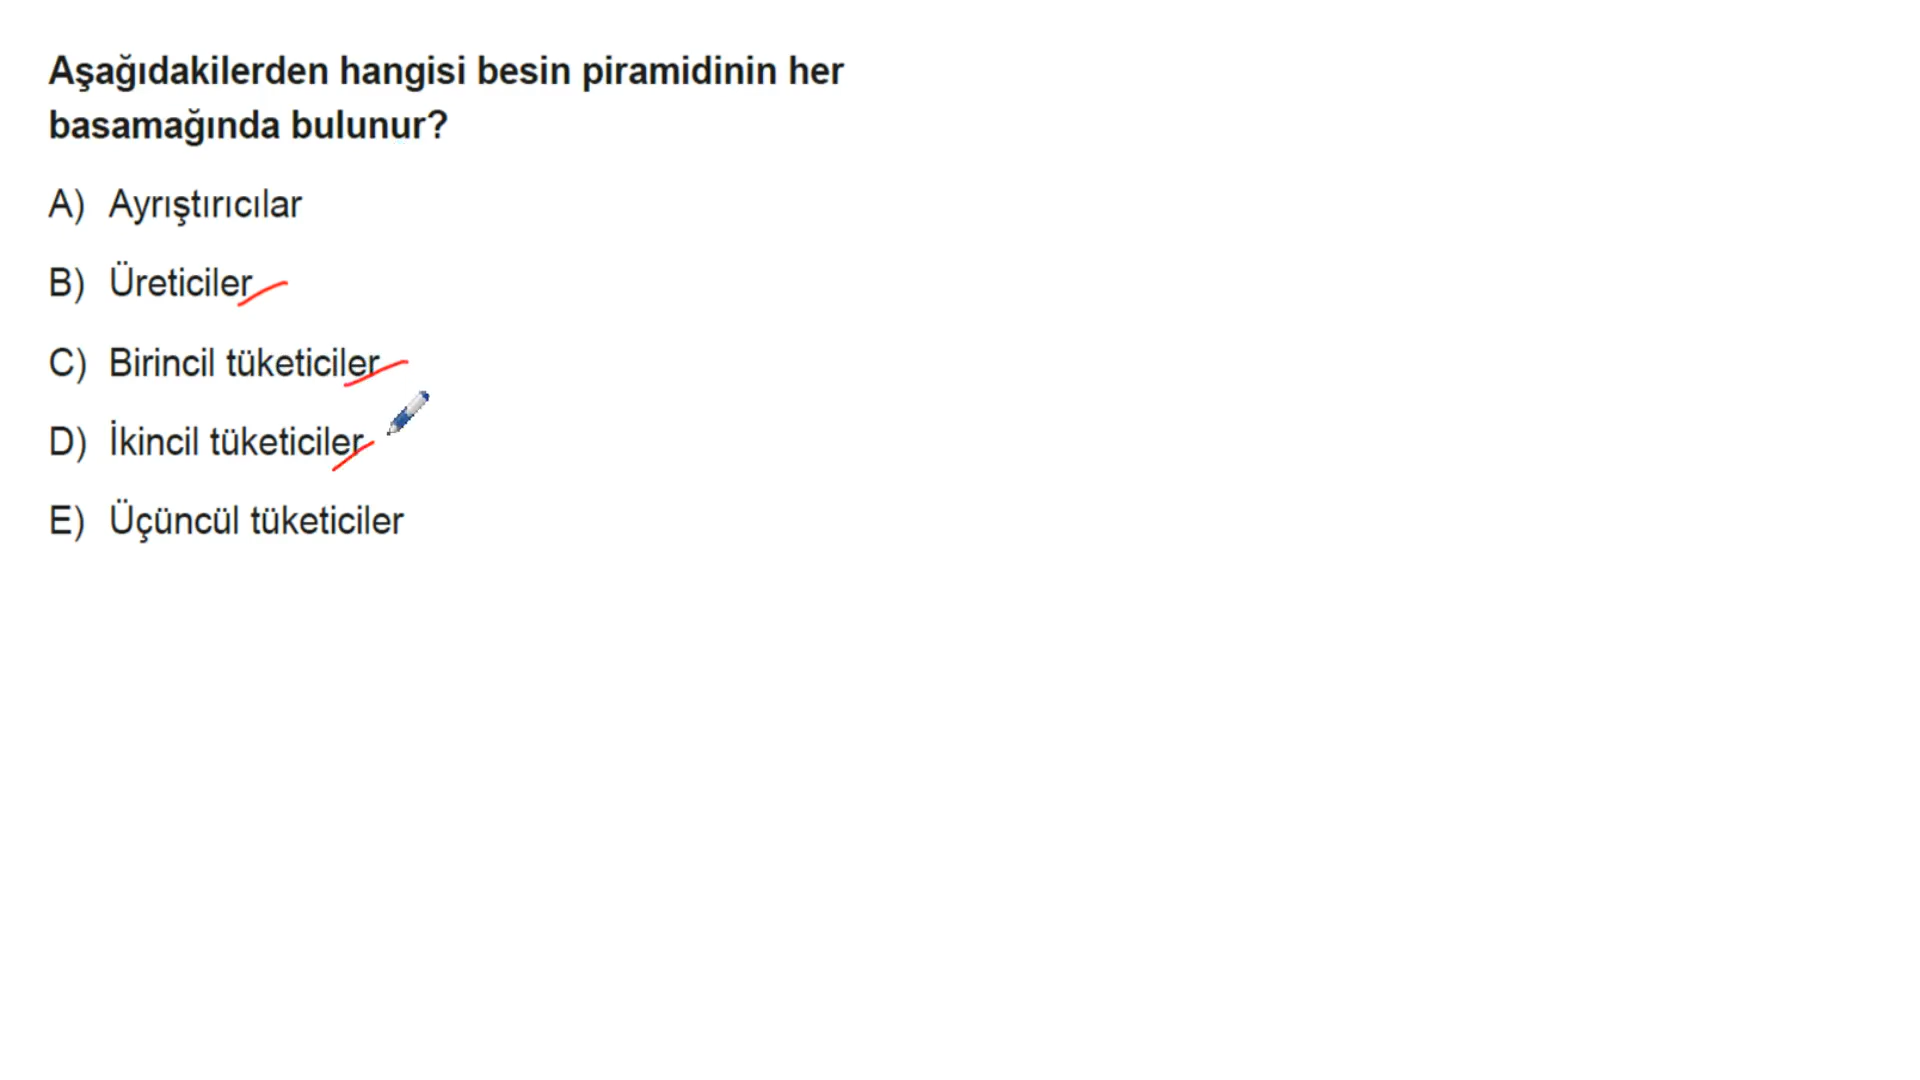 Aşağıdakilerden hangisi besin piramidinin her
basamağında bulunur?
A) Ayrıştırıcılar
B) Üreticiler
C) Birincil tüketiciler
D) İkincil tüketiciler
E) Üçüncül tüketiciler